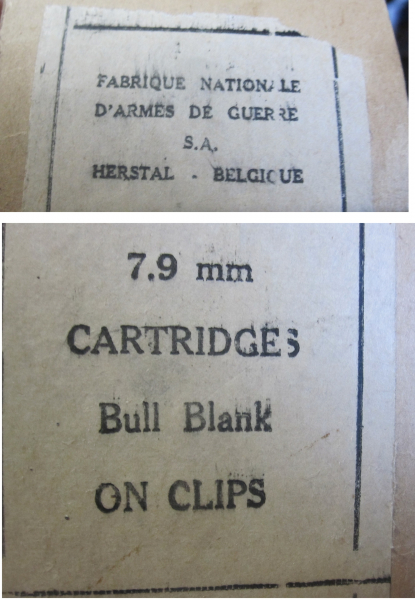 FABRIQUE NATIONALE
D'ARMES DE GUERRE
S.A.
HERSTAL - BELGIQUE
7.9 mm
CARTRIDGES
Bull Blank
ON CLIPS